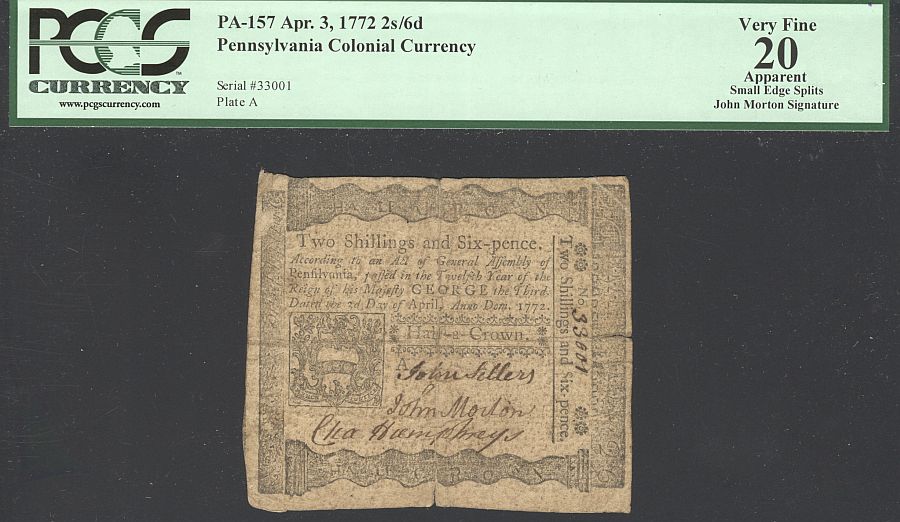 PCGS
CURRENCY
www.pcgscurrency.com
PA-157 Apr. 3, 1772 2s/6d
Pennsylvania Colonial Currency
Serial #33001
Plate A
Very Fine
20
Apparent
Small Edge Splits
John Morton Signature
Two Shillings and Six-pence.
According to an Act of General Assembly of
Pennſilvania, paſſed in the Twelfth Year of the
Reign of his Majeſty GEORGE the Third.
Dated the 3d Day of April, Anno Dom. 1772.
Half-a-Crown.
A
John Sellers
John Morton
Cha Humphreys
No 33001
Two Shillings and Six-pence.